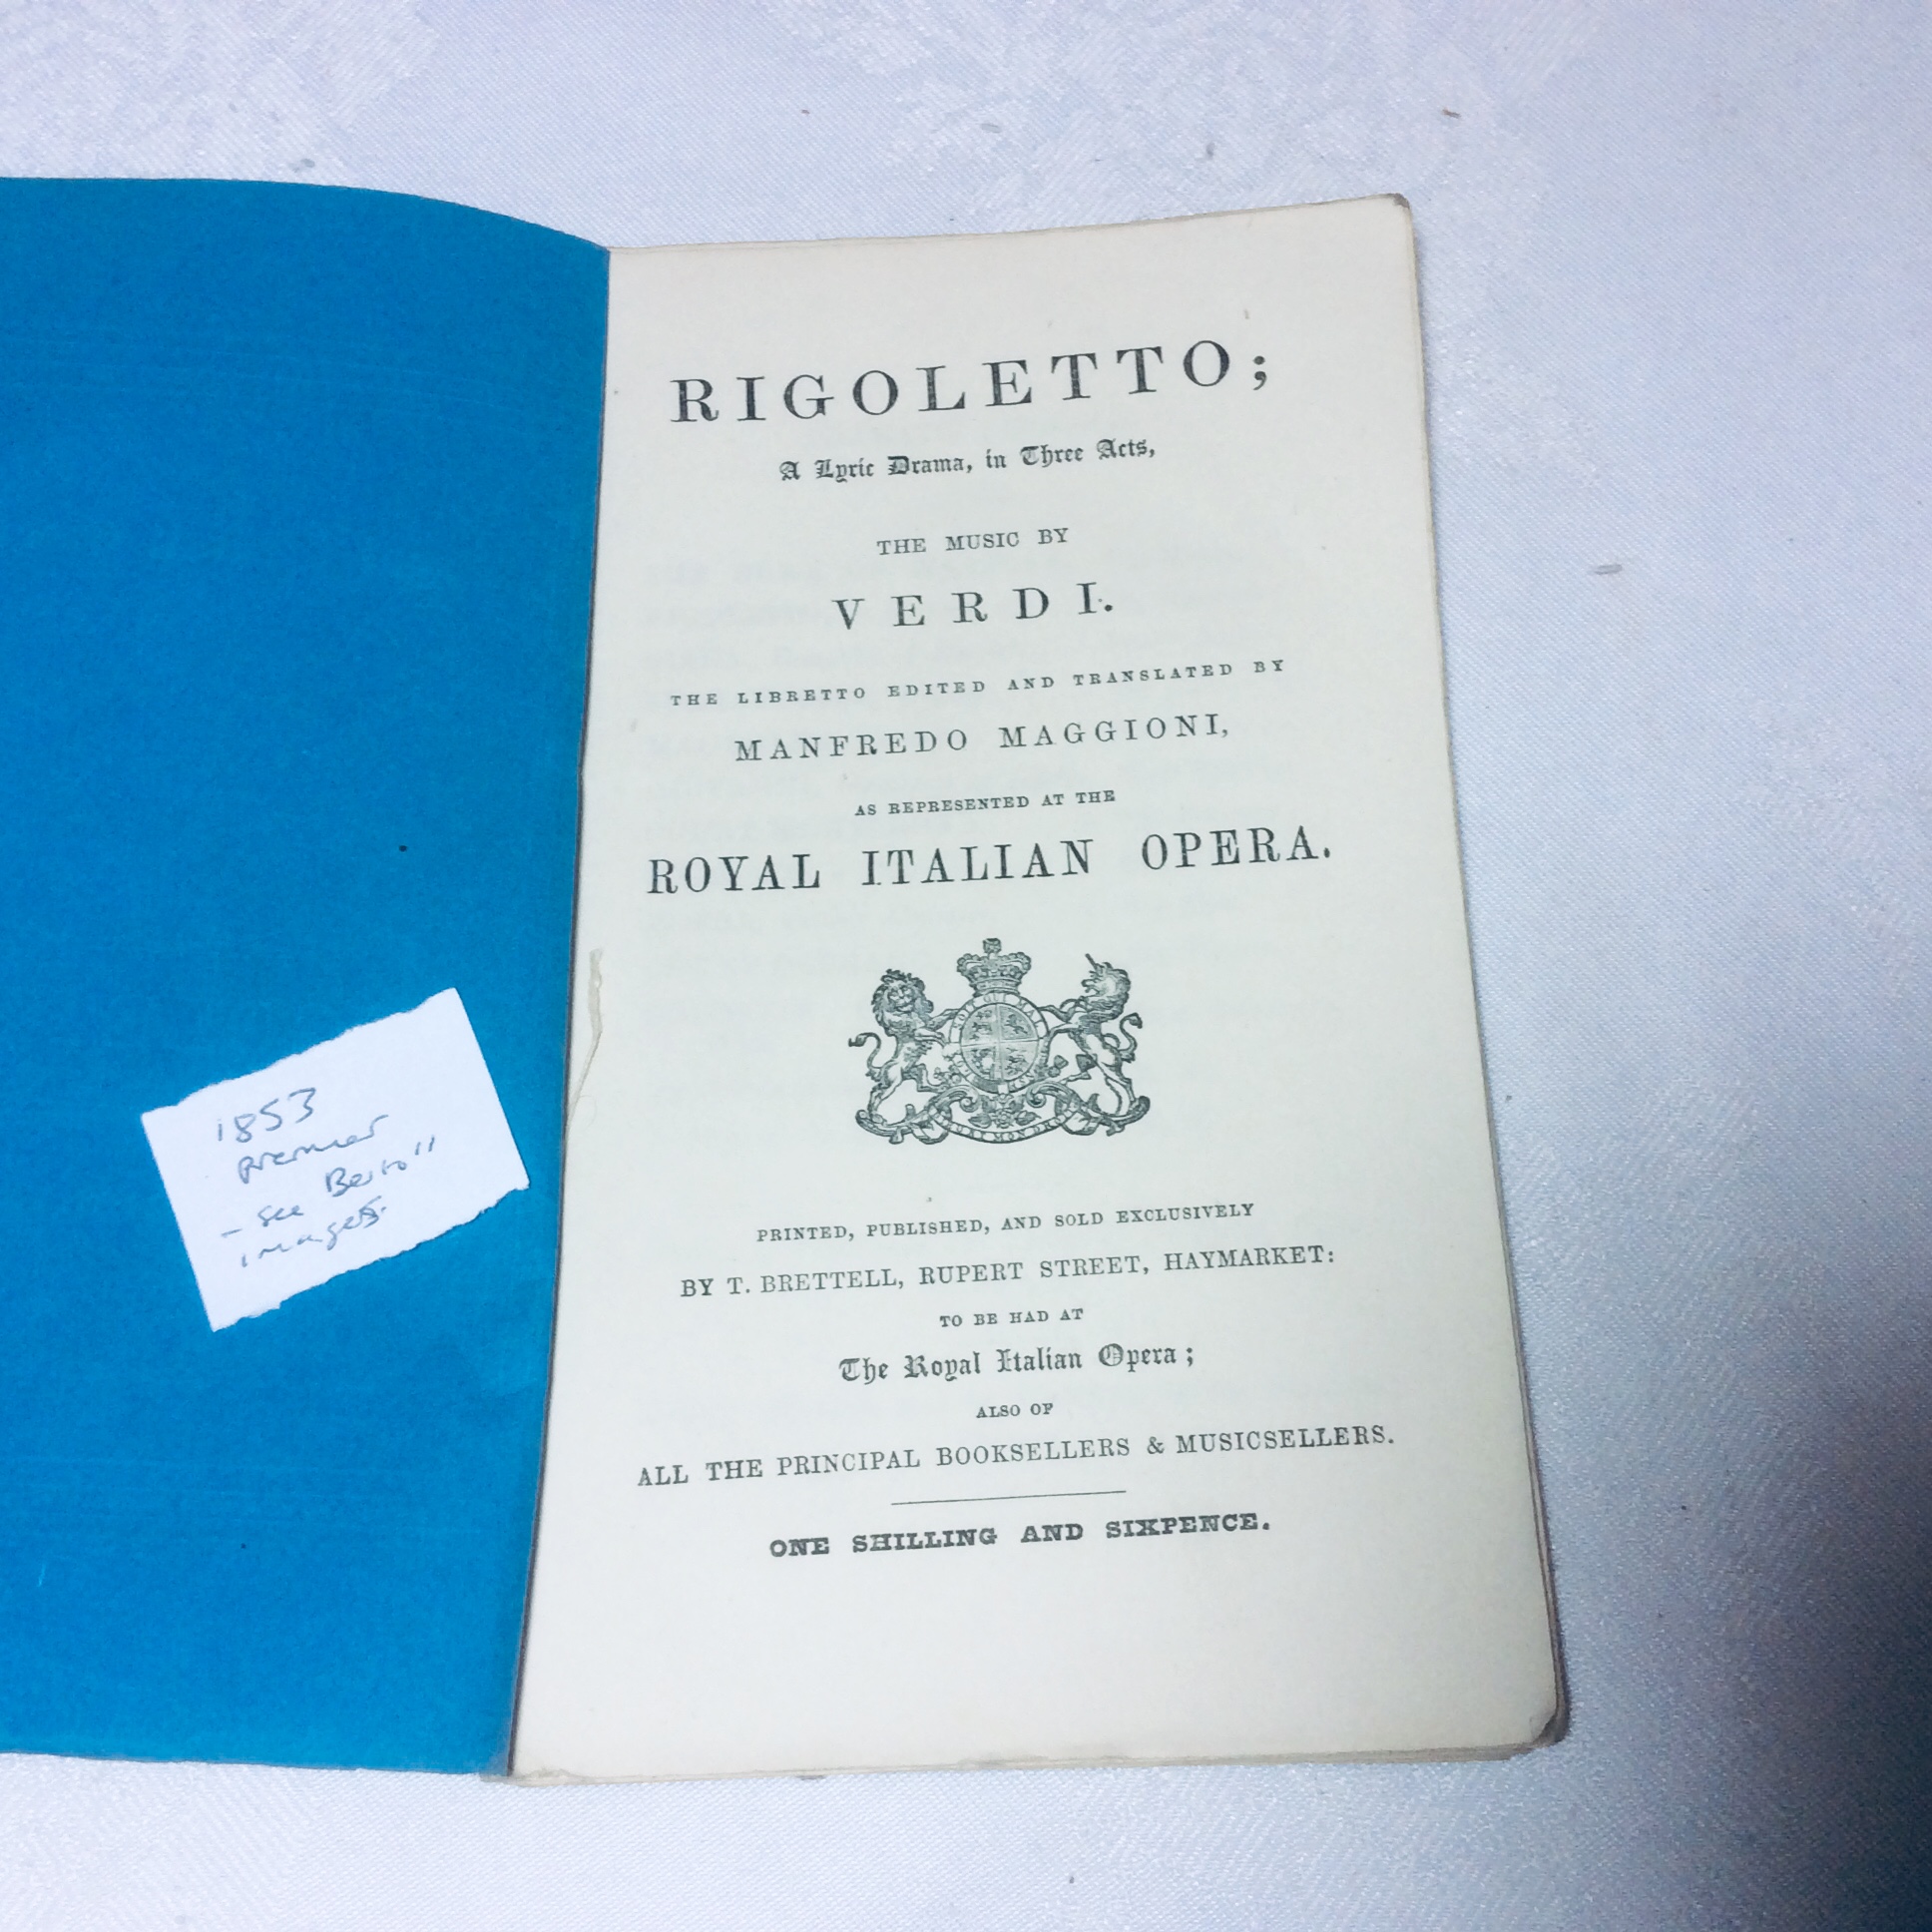 1853
premier
- see Beiro"
images.
RIGOLETTO;
A Lyric Drama, in Three Acts,
THE MUSIC BY
VERDI.
THE LIBRETTO EDITED AND TRANSLATED BY
MANFREDO MAGGIONI,
AS REPRESENTED AT THE
ROYAL ITALIAN OPERA.
PRINTED, PUBLISHED, AND SOLD EXCLUSIVELY
BY T. BRETTELL, RUPERT STREET, HAYMARKET:
TO BE HAD AT
The Royal Italian Opera;
ALSO OF
ALL THE PRINCIPAL BOOKSELLERS & MUSICSELLERS.
ONE SHILLING AND SIXPENCE.